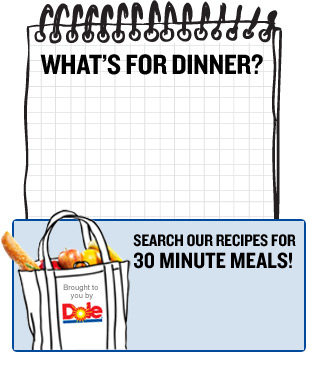 WHAT'S FOR DINNER?
SEARCH OUR RECIPES FOR
30 MINUTE MEALS!
Brought to
you by
Dole